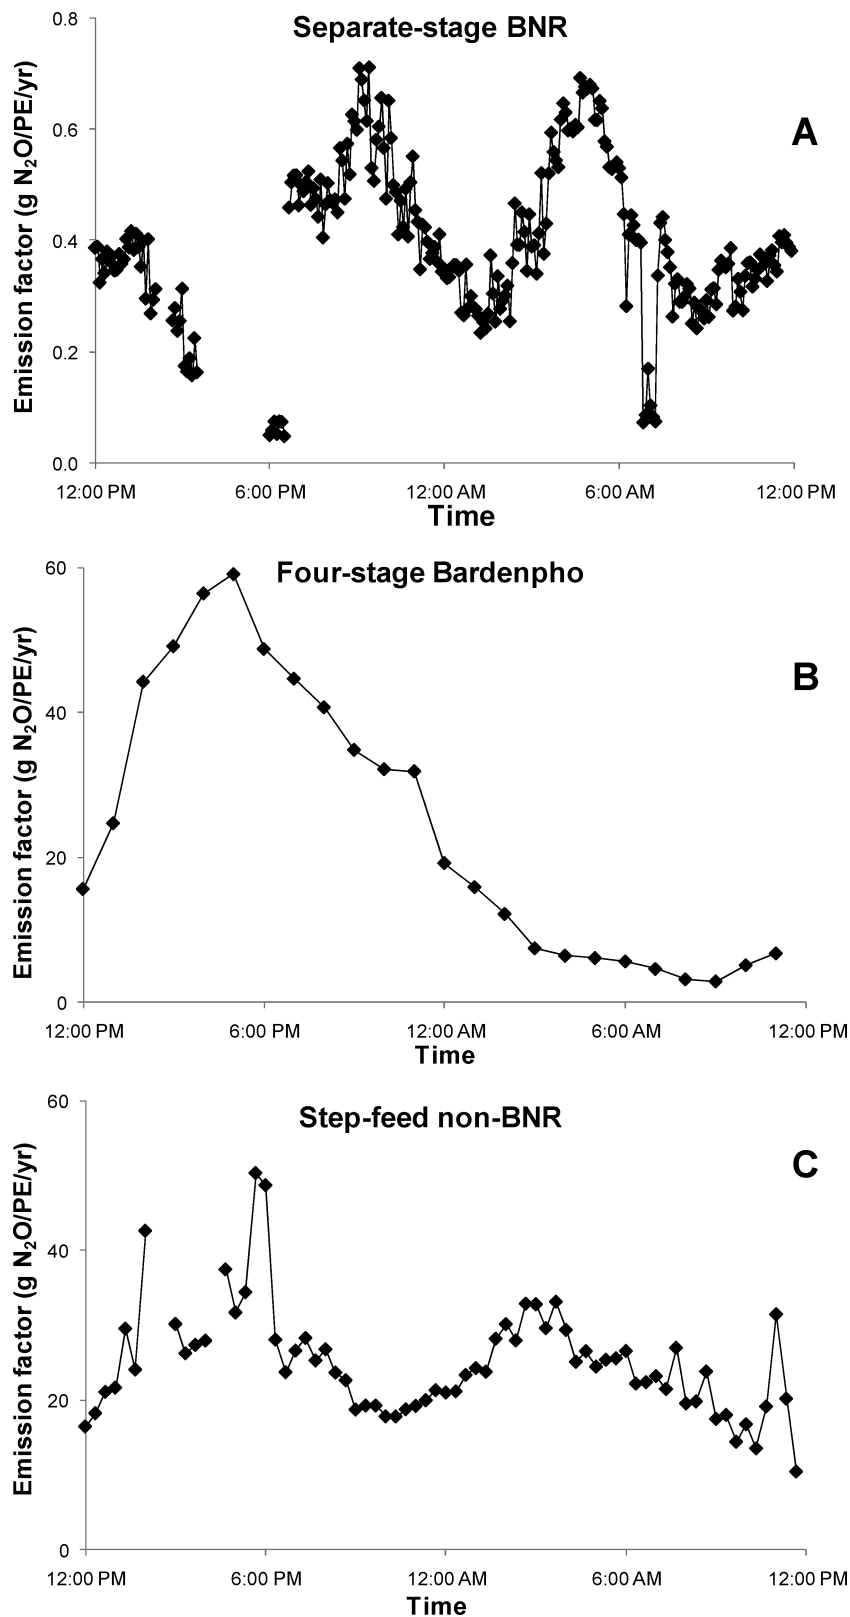 Separate-stage BNR
A
Emission factor (g N₂O/PE/yr)
0.8
0.6
0.4
0.2
0.0
12:00 PM 6:00 PM 12:00 AM 6:00 AM 12:00 PM
Time
Four-stage Bardenpho
B
Emission factor (g N₂O/PE/yr)
60
40
20
0
12:00 PM 6:00 PM 12:00 AM 6:00 AM 12:00 PM
Time
Step-feed non-BNR
C
Emission factor (g N₂O/PE/yr)
60
40
20
0
12:00 PM 6:00 PM 12:00 AM 6:00 AM 12:00 PM
Time